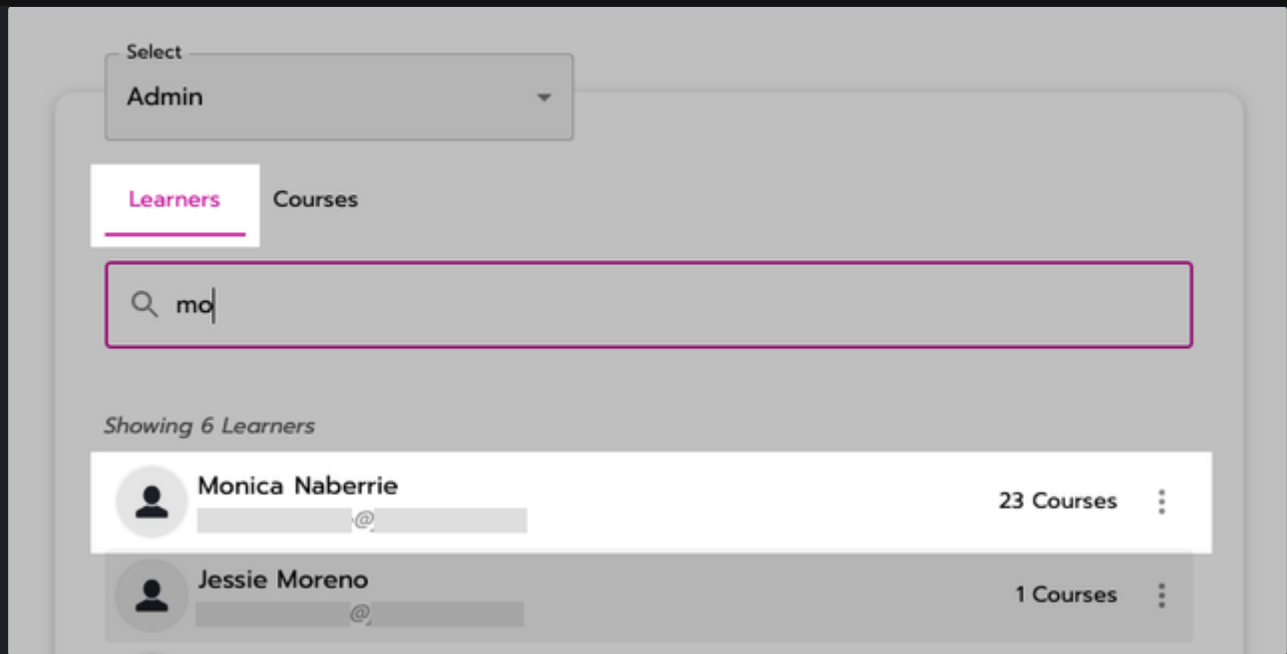 Select
Admin
Learners Courses
mo
Showing 6 Learners
Monica Naberrie
@
23 Courses
Jessie Moreno
@
1 Courses